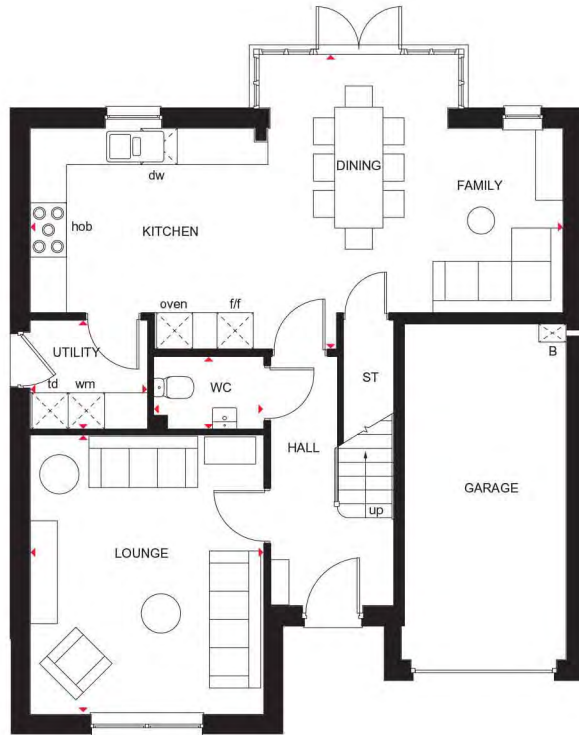 DINING
dw
FAMILY
hob
KITCHEN
oven
f/f
UTILITY
ST
B
td
wm
WC
HALL
GARAGE
up
LOUNGE